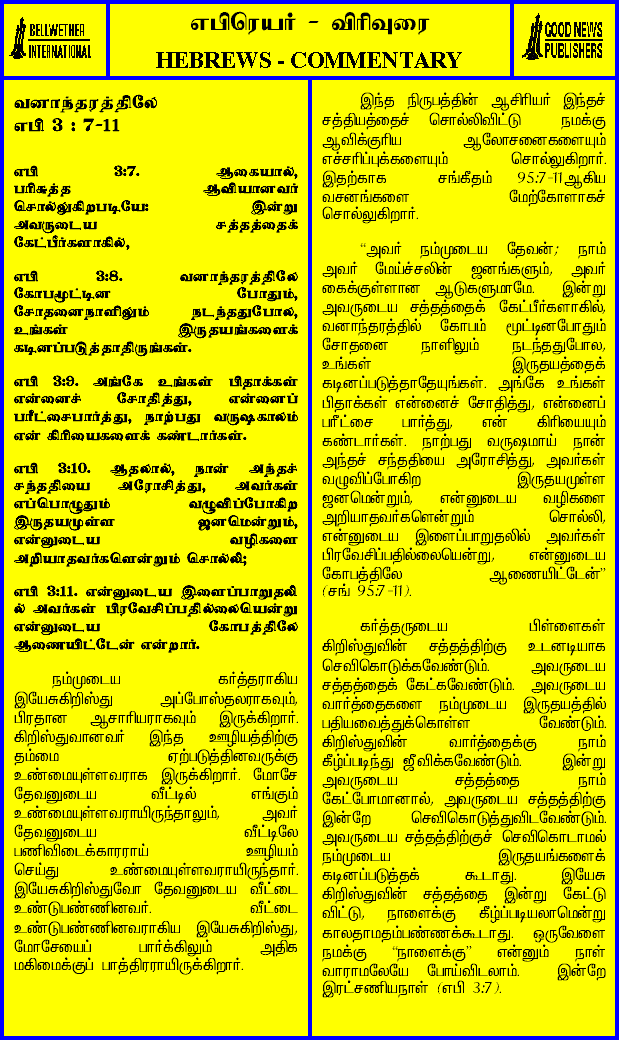 BELLWETHER
INTERNATIONAL
எபிரெயர் - விரிவுரை
HEBREWS - COMMENTARY
GOOD NEWS
PUBLISHERS
வனாந்தரத்திலே
எபி 3 : 7-11
எபி 3:7. ஆகையால்,
பரிசுத்த ஆவியானவர்
சொல்லுகிறபடியே: இன்று
அவருடைய சத்தத்தைக்
கேட்பீர்களாகில்,
எபி 3:8. வனாந்தரத்திலே
கோபமூட்டின போதும்,
சோதனைநாளிலும் நடந்ததுபோல,
உங்கள் இருதயங்களைக்
கடினப்படுத்தாதிருங்கள்.
எபி 3:9. அங்கே உங்கள் பிதாக்கள்
என்னைச் சோதித்து, என்னைப்
பரீட்சைபார்த்து, நாற்பது வருஷகாலம்
என் கிரியைகளைக் கண்டார்கள்.
எபி 3:10. ஆதலால், நான் அந்தச்
சந்ததியை அரோசித்து, அவர்கள்
எப்பொழுதும் வழுவிப்போகிற
இருதயமுள்ள ஜனமென்றும்,
என்னுடைய வழிகளை
அறியாதவர்களென்றும் சொல்லி;
எபி 3:11. என்னுடைய இளைப்பாறுதலி
ல் அவர்கள் பிரவேசிப்பதில்லையென்று
என்னுடைய கோபத்திலே
ஆணையிட்டேன் என்றார்.
நம்முடைய கர்த்தராகிய
இயேசுகிறிஸ்து அப்போஸ்தலராகவும்,
பிரதான ஆசாரியராகவும் இருக்கிறார்.
கிறிஸ்துவானவர் இந்த ஊழியத்திற்கு
தம்மை ஏற்படுத்தினவருக்கு
உண்மையுள்ளவராக இருக்கிறார். மோசே
தேவனுடைய வீட்டில் எங்கும்
உண்மையுள்ளவராயிருந்தாலும், அவர்
தேவனுடைய வீட்டிலே
பணிவிடைக்காரராய் ஊழியம்
செய்து உண்மையுள்ளவராயிருந்தார்.
இயேசுகிறிஸ்துவோ தேவனுடைய வீட்டை
உண்டுபண்ணினவர். வீட்டை
உண்டுபண்ணினவராகிய இயேசுகிறிஸ்து,
மோசேயைப் பார்க்கிலும் அதிக
மகிமைக்குப் பாத்திரராயிருக்கிறார்.
இந்த நிருபத்தின் ஆசிரியர் இந்தச்
சத்தியத்தைச் சொல்லிவிட்டு நமக்கு
ஆவிக்குரிய ஆலோசனைகளையும்
எச்சரிப்புக்களையும் சொல்லுகிறார்.
இதற்காக சங்கீதம் 95:7-11ஆகிய
வசனங்களை மேற்கோளாகச்
சொல்லுகிறார்.
“அவர் நம்முடைய தேவன்; நாம்
அவர் மேய்ச்சலின் ஜனங்களும், அவர்
கைக்குள்ளான ஆடுகளுமாமே. இன்று
அவருடைய சத்தத்தைக் கேட்பீர்களாகில்,
வனாந்தரத்தில் கோபம் மூட்டினபோதும்
சோதனை நாளிலும் நடந்ததுபோல,
உங்கள் இருதயத்தைக்
கடினப்படுத்தாதேயுங்கள். அங்கே உங்கள்
பிதாக்கள் என்னைச் சோதித்து, என்னைப்
பரீட்சை பார்த்து, என் கிரியையும்
கண்டார்கள். நாற்பது வருஷமாய் நான்
அந்தச் சந்ததியை அரோசித்து, அவர்கள்
வழுவிப்போகிற இருதயமுள்ள
ஜனமென்றும், என்னுடைய வழிகளை
அறியாதவர்களென்றும் சொல்லி,
என்னுடைய இளைப்பாறுதலில் அவர்கள்
பிரவேசிப்பதில்லையென்று, என்னுடைய
கோபத்திலே ஆணையிட்டேன்”
(சங் 95:7-11).
கர்த்தருடைய பிள்ளைகள்
கிறிஸ்துவின் சத்தத்திற்கு உடனடியாக
செவிகொடுக்கவேண்டும். அவருடைய
சத்தத்தைக் கேட்கவேண்டும். அவருடைய
வார்த்தைகளை நம்முடைய இருதயத்தில்
பதியவைத்துக்கொள்ள வேண்டும்.
கிறிஸ்துவின் வார்த்தைக்கு நாம்
கீழ்ப்படிந்து ஜீவிக்கவேண்டும். இன்று
அவருடைய சத்தத்தை நாம்
கேட்போமானால், அவருடைய சத்தத்திற்கு
இன்றே செவிகொடுத்துவிடவேண்டும்.
அவருடைய சத்தத்திற்குச் செவிகொடாமல்
நம்முடைய இருதயங்களைக்
கடினப்படுத்தக் கூடாது. இயேசு
கிறிஸ்துவின் சத்தத்தை இன்று கேட்டு
விட்டு, நாளைக்கு கீழ்ப்படியலாமென்று
காலதாமதம்பண்ணக்கூடாது. ஒருவேளை
நமக்கு “நாளைக்கு” என்னும் நாள்
வாராமலேயே போய்விடலாம். இன்றே
இரட்சணியநாள் (எபி 3:7).